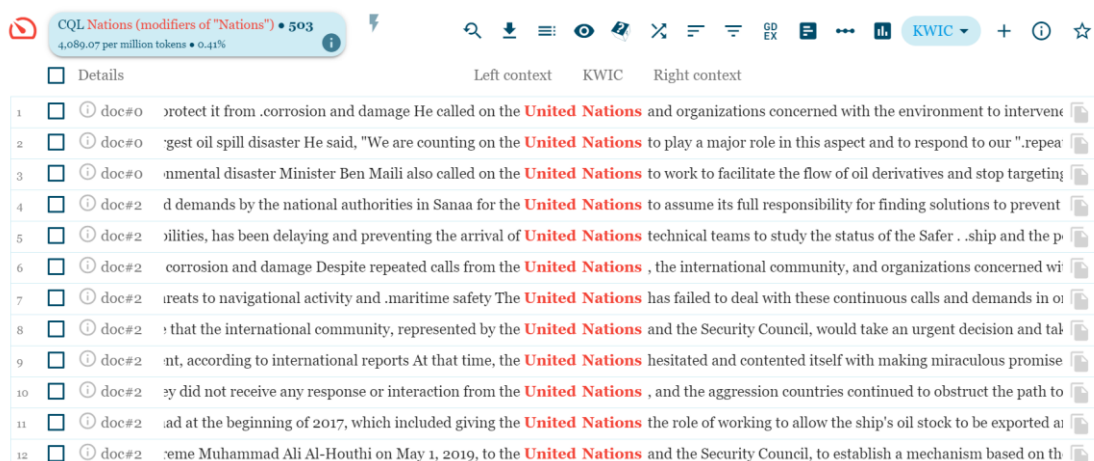 CQL Nations (modifiers of "Nations") • 503
4,089.07 per million tokens • 0.41%
GD EX
KWIC
Details Left context KWIC Right context
1 doc#0 protect it from .corrosion and damage He called on the United Nations and organizations concerned with the environment to intervene
2 doc#0 rgest oil spill disaster He said, "We are counting on the United Nations to play a major role in this aspect and to respond to our ".repea
3 doc#0 nmental disaster Minister Ben Maili also called on the United Nations to work to facilitate the flow of oil derivatives and stop targeting
4 doc#2 d demands by the national authorities in Sanaa for the United Nations to assume its full responsibility for finding solutions to prevent
5 doc#2 ilities, has been delaying and preventing the arrival of United Nations technical teams to study the status of the Safer . .ship and the p
6 doc#2 corrosion and damage Despite repeated calls from the United Nations , the international community, and organizations concerned wi
7 doc#2 reats to navigational activity and .maritime safety The United Nations has failed to deal with these continuous calls and demands in o
8 doc#2 e that the international community, represented by the United Nations and the Security Council, would take an urgent decision and tak
9 doc#2 nt, according to international reports At that time, the United Nations hesitated and contented itself with making miraculous promise
10 doc#2 ey did not receive any response or interaction from the United Nations , and the aggression countries continued to obstruct the path to
11 doc#2 ad at the beginning of 2017, which included giving the United Nations the role of working to allow the ship's oil stock to be exported a
12 doc#2 reme Muhammad Ali Al-Houthi on May 1, 2019, to the United Nations and the Security Council, to establish a mechanism based on th